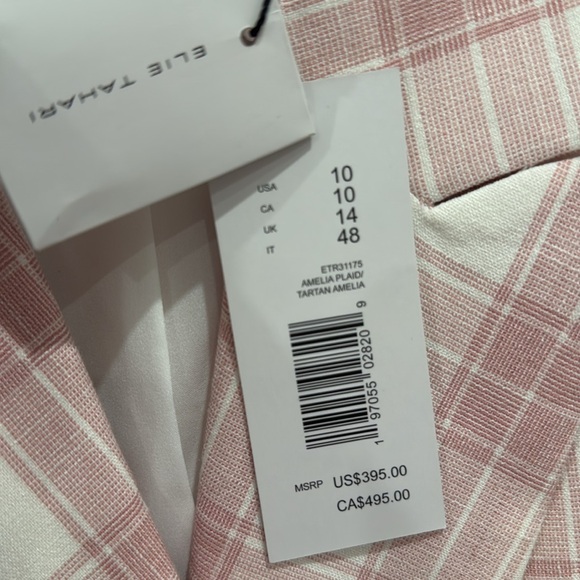 ELIE TAHARI
USA 10
CA 10
UK 14
IT 48
ETR31175
AMELIA PLAID/
TARTAN AMELIA
1 97055 02820 9
MSRP US$395.00
CA$495.00